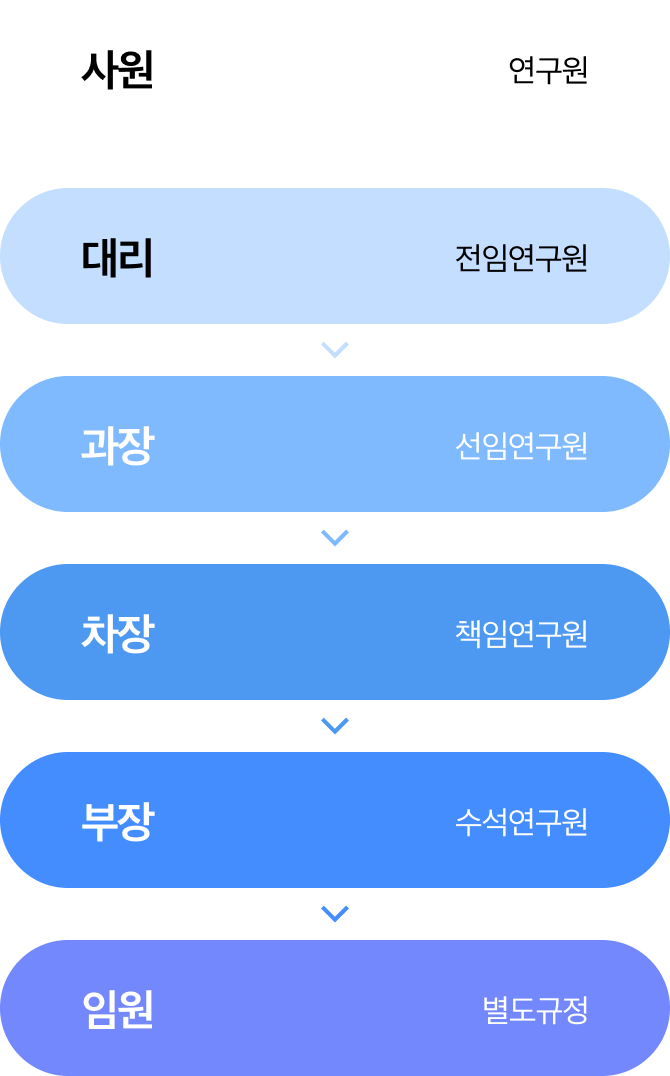 사원 연구원
대리 전임연구원
과장 선임연구원
차장 책임연구원
부장 수석연구원
임원 별도규정